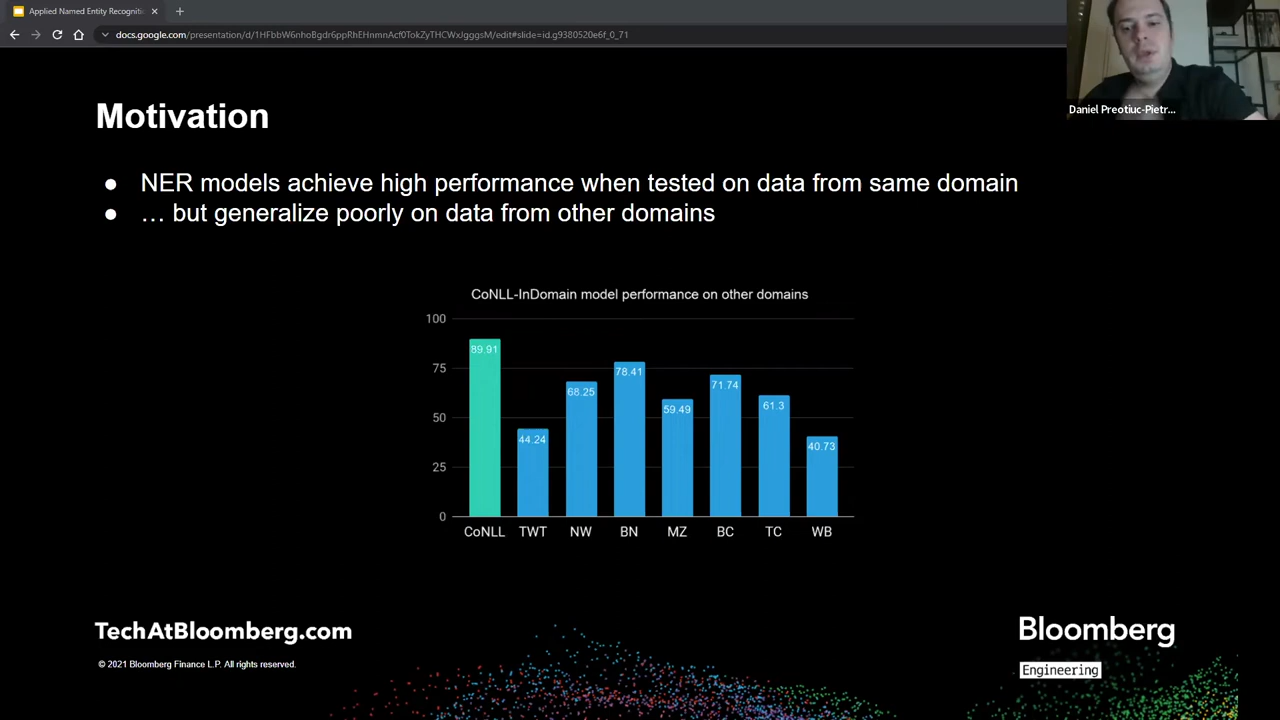 Applied Named Entity Recogniti
docs.google.com/presentation/d/1HFbbW6nhoBgdr6ppRhEHnmnAcf0TokZyTHCWxJgggsM/edit#slide=id.g9380520e6f_0_71
Daniel Preotiuc-Pietr...
Motivation
● NER models achieve high performance when tested on data from same domain
● … but generalize poorly on data from other domains
CoNLL-InDomain model performance on other domains
100
75
50
25
0
89.91
44.24
68.25
78.41
59.49
71.74
61.3
40.73
CoNLL TWT NW BN MZ BC TC WB
TechAtBloomberg.com
© 2021 Bloomberg Finance L.P. All rights reserved.
Bloomberg
Engineering